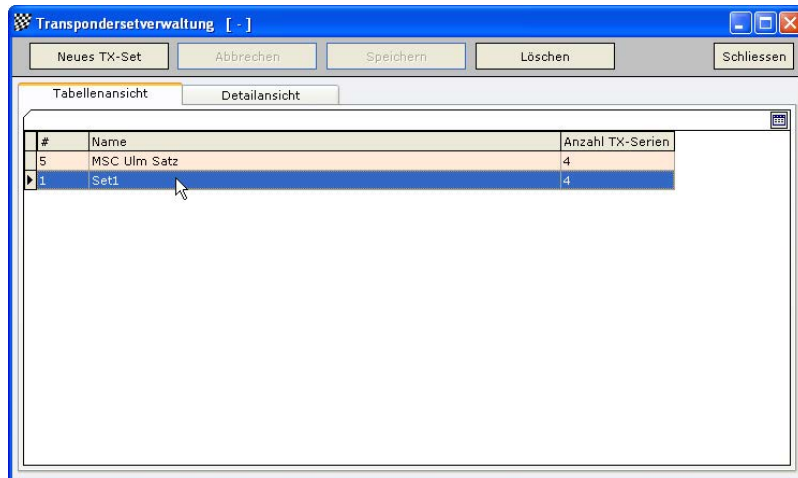 Transpondersetverwaltung [ - ]
Neues TX-Set Abbrechen Speichern Löschen Schliessen
Tabellenansicht Detailansicht
# Name Anzahl TX-Serien
5 MSC Ulm Satz 4
1 Set1 4